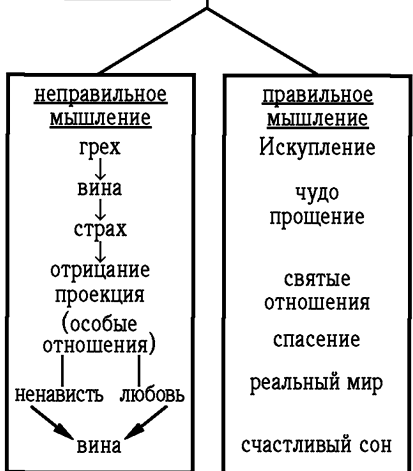 неправильное
мышление
грех
вина
страх
отрицание
проекция
(особые
отношения)
ненависть любовь
вина
правильное
мышление
Искупление
чудо
прощение
святые
отношения
спасение
реальный мир
счастливый сон